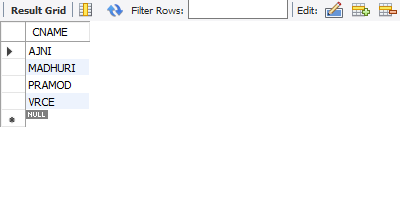 Result Grid Filter Rows: Edit:
CNAME
AJNI
MADHURI
PRAMOD
VRCE
NULL